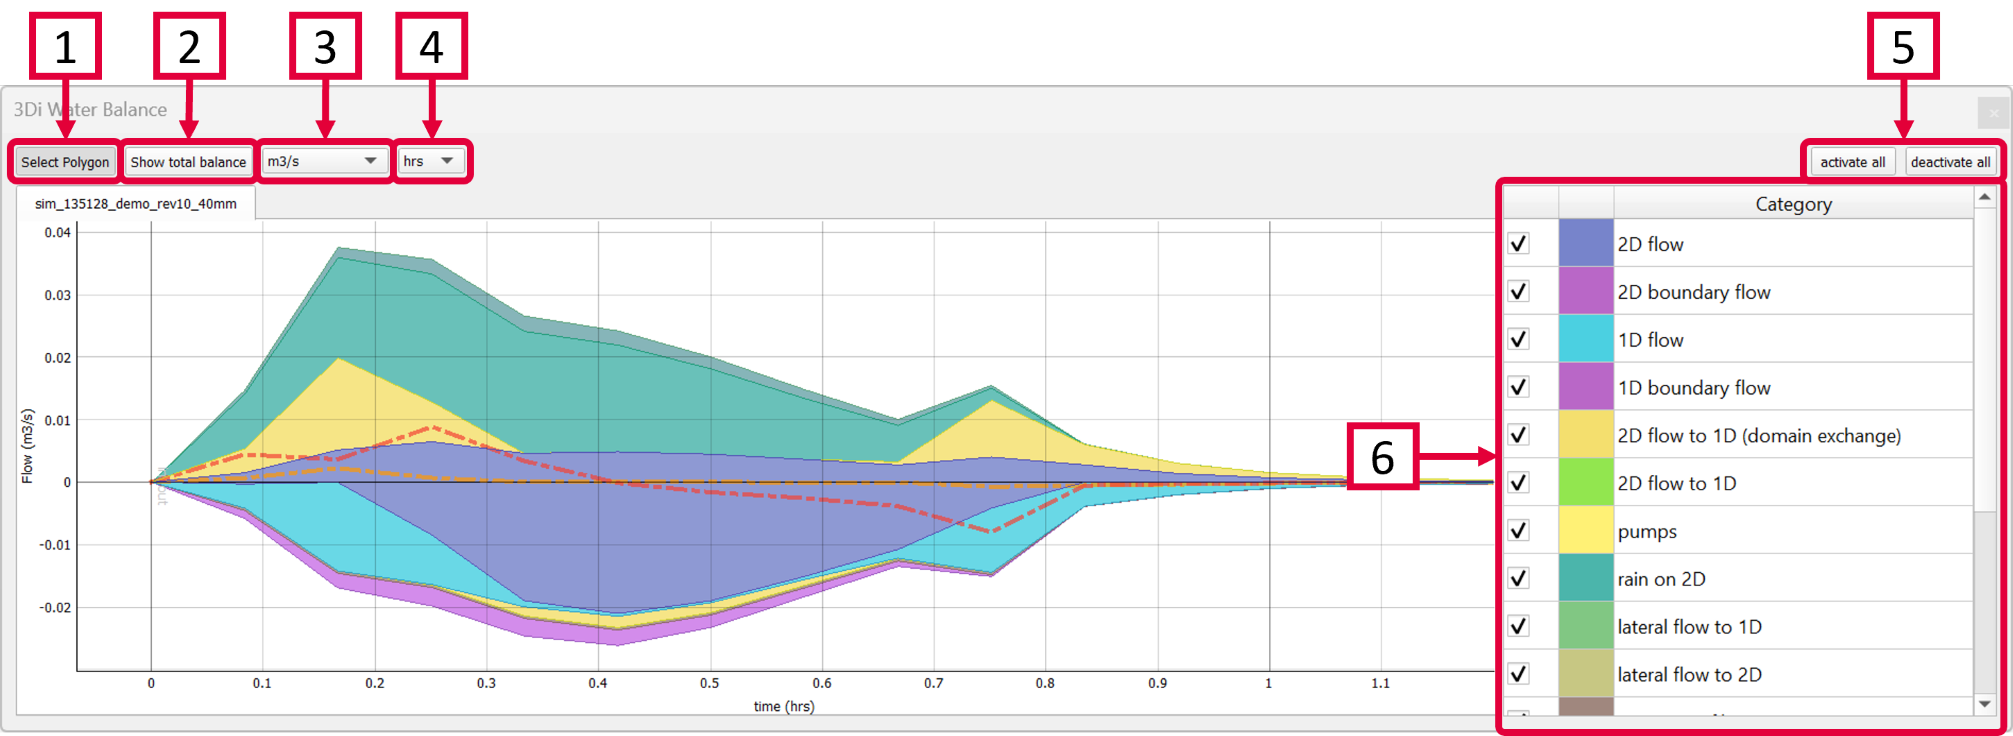 1 2 3 4 5
3Di Water Balance
Select Polygon Show total balance m3/s hrs activate all deactivate all
sim_135128_demo_rev10_40mm
Category
2D flow
2D boundary flow
1D flow
1D boundary flow
2D flow to 1D (domain exchange)
2D flow to 1D
pumps
rain on 2D
lateral flow to 1D
lateral flow to 2D
6
0.04
0.03
0.02
0.01
0
-0.01
-0.02
Flow (m3/s)
0 0.1 0.2 0.3 0.4 0.5 0.6 0.7 0.8 0.9 1 1.1
time (hrs)